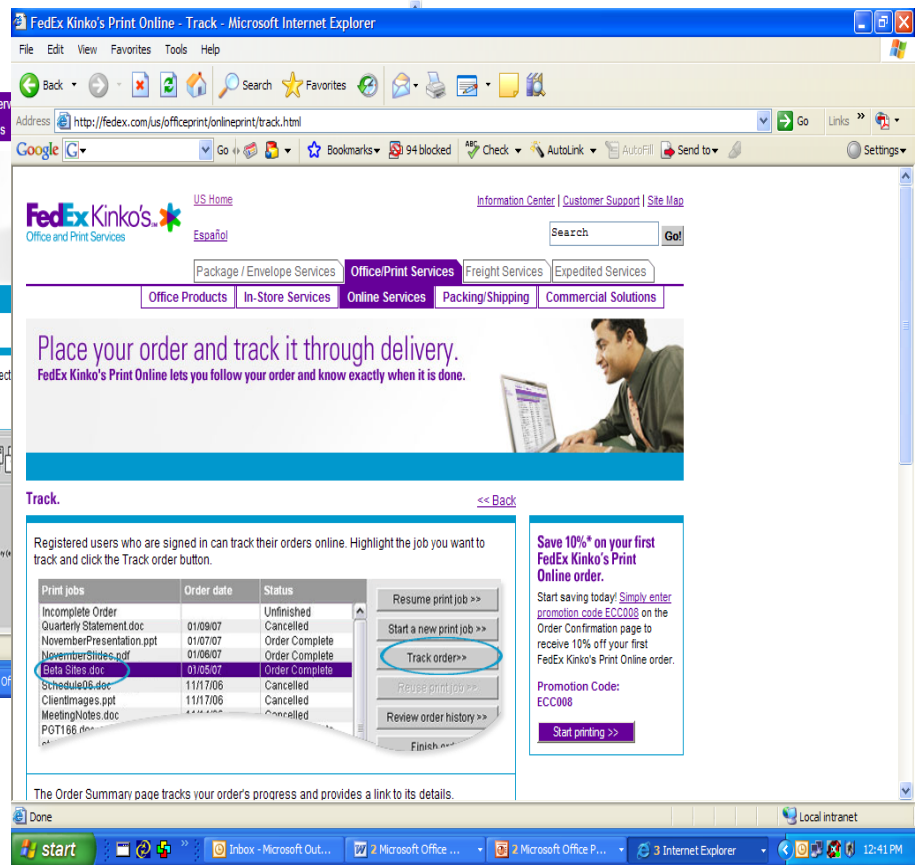 FedEx Kinko's Print Online - Track - Microsoft Internet Explorer
File Edit View Favorites Tools Help
Back Search Favorites
Address http://fedex.com/us/officeprint/onlineprint/track.html Go Links »
Google G Go Bookmarks 94 blocked ABC Check AutoLink AutoFill Send to Settings
FedEx Kinko's
Office and Print Services
US Home
Español
Information Center | Customer Support | Site Map
Search Go!
Package / Envelope Services Office/Print Services Freight Services Expedited Services
Office Products In-Store Services Online Services Packing/Shipping Commercial Solutions
Place your order and track it through delivery.
FedEx Kinko's Print Online lets you follow your order and know exactly when it is done.
Track.
<< Back
Registered users who are signed in can track their orders online. Highlight the job you want to
track and click the Track order button.
Print jobs Order date Status
Incomplete Order Unfinished
Quarterly Statement.doc 01/09/07 Cancelled
NovemberPresentation.ppt 01/07/07 Order Complete
NovemberSlides.pdf 01/06/07 Order Complete
Beta Sites.doc 01/05/07 Order Complete
Schedule06.doc 11/17/06 Cancelled
ClientImages.ppt 11/17/06 Cancelled
MeetingNotes.doc Cancelled
PGT166
Resume print job >>
Start a new print job >>
Track order>>
Reuse print job >>
Review order history >>
Finish
The Order Summary page tracks your order's progress and provides a link to its details.
Save 10%* on your first
FedEx Kinko's Print
Online order.
Start saving today! Simply enter
promotion code ECC008 on the
Order Confirmation page to
receive 10% off your first
FedEx Kinko's Print Online order.
Promotion Code:
ECC008
Start printing >>
Done Local intranet
start » Inbox - Microsoft Out... 2 Microsoft Office ... 2 Microsoft Office P... 3 Internet Explorer 12:41 PM